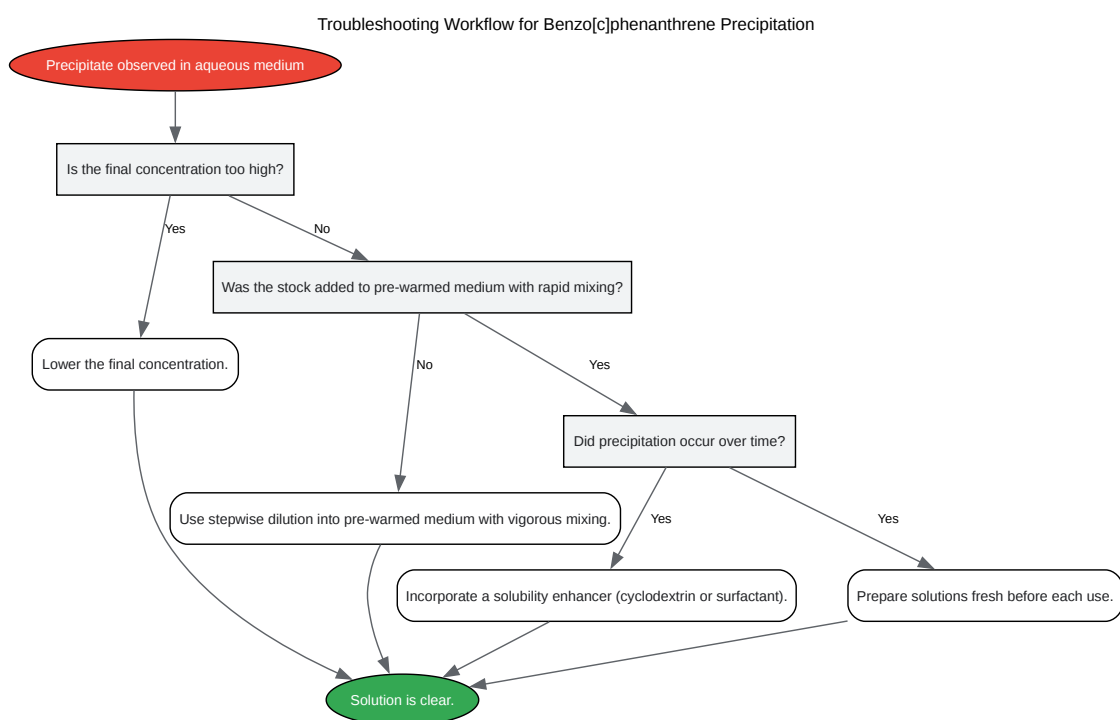 Troubleshooting Workflow for Benzo[c]phenanthrene Precipitation
Precipitate observed in aqueous medium
Is the final concentration too high?
Yes
No
Was the stock added to pre-warmed medium with rapid mixing?
Lower the final concentration.
No
Yes
Did precipitation occur over time?
Use stepwise dilution into pre-warmed medium with vigorous mixing.
Yes
Yes
Incorporate a solubility enhancer (cyclodextrin or surfactant).
Prepare solutions fresh before each use.
Solution is clear.